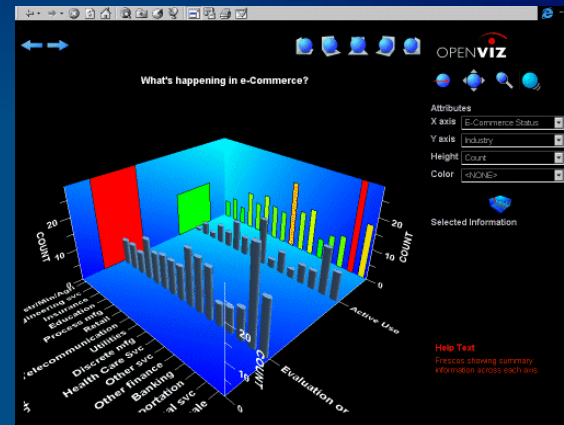 OPENVIZ
What's happening in e-Commerce?
Attributes
X axis E-Commerce Status
Y axis Industry
Height Count
Color <NONE>
Selected Information
20
10
0
COUNT
20
10
0
COUNT
20
10
0
COUNT
Insurance
Education
Process mfg
Retail
Utilities
Discrete mfg
Health Care Svc
Other svc
Other finance
Banking
Active Use
Evaluation or
Help Text
Frescos showing summary
information across each axis